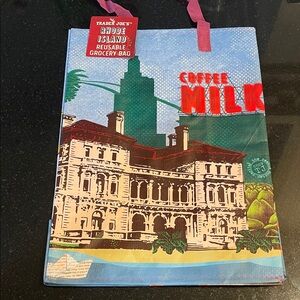 TRADER JOE'S
RHODE
ISLAND
REUSABLE
GROCERY BAG
COFFEE
MILK